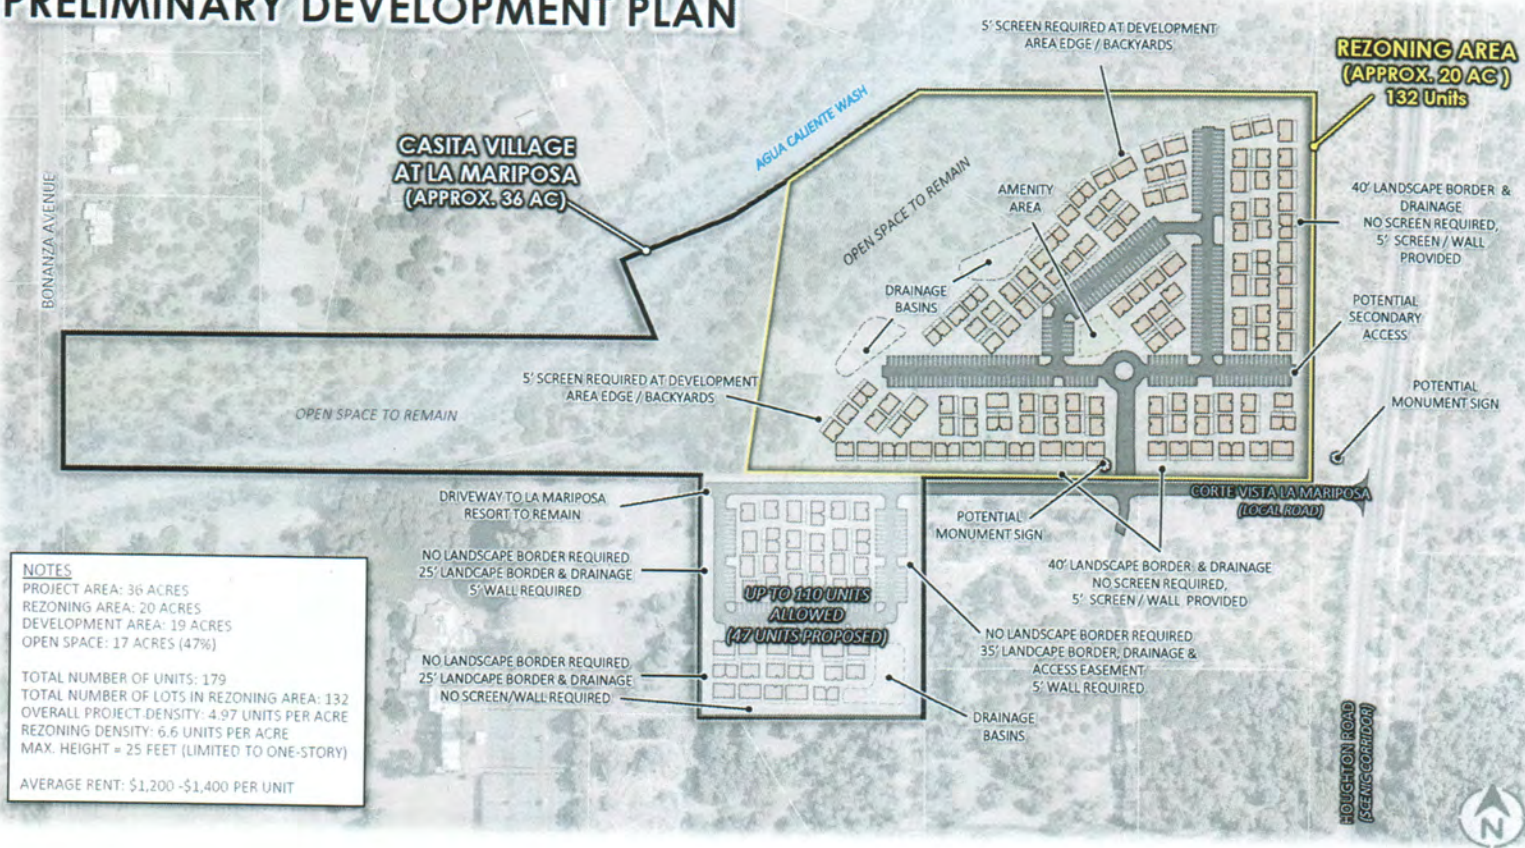 PRELIMINARY DEVELOPMENT PLAN
5' SCREEN REQUIRED AT DEVELOPMENT
AREA EDGE / BACKYARDS
REZONING AREA
(APPROX. 20 AC )
132 Units
CASITA VILLAGE
AT LA MARIPOSA
(APPROX. 36 AC)
AGUA CALIENTE WASH
BONANZA AVENUE
OPEN SPACE TO REMAIN
AMENITY
AREA
40' LANDSCAPE BORDER &
DRAINAGE
NO SCREEN REQUIRED,
5' SCREEN / WALL
PROVIDED
DRAINAGE
BASINS
POTENTIAL
SECONDARY
ACCESS
5' SCREEN REQUIRED AT DEVELOPMENT
AREA EDGE / BACKYARDS
POTENTIAL
MONUMENT SIGN
OPEN SPACE TO REMAIN
DRIVEWAY TO LA MARIPOSA
RESORT TO REMAIN
CORTE VISTA LA MARIPOSA
(LOCAL ROAD)
POTENTIAL
MONUMENT SIGN
NO LANDSCAPE BORDER REQUIRED
25' LANDCAPE BORDER & DRAINAGE
5' WALL REQUIRED
40' LANDSCAPE BORDER & DRAINAGE
NO SCREEN REQUIRED,
5' SCREEN / WALL PROVIDED
UP TO 110 UNITS
ALLOWED
(47 UNITS PROPOSED)
NO LANDSCAPE BORDER REQUIRED
35' LANDCAPE BORDER, DRAINAGE &
ACCESS EASEMENT
5' WALL REQUIRED
NO LANDSCAPE BORDER REQUIRED
25' LANDCAPE BORDER & DRAINAGE
NO SCREEN/WALL REQUIRED
DRAINAGE
BASINS
NOTES
PROJECT AREA: 36 ACRES
REZONING AREA: 20 ACRES
DEVELOPMENT AREA: 19 ACRES
OPEN SPACE: 17 ACRES (47%)
TOTAL NUMBER OF UNITS: 179
TOTAL NUMBER OF LOTS IN REZONING AREA: 132
OVERALL PROJECT DENSITY: 4.97 UNITS PER ACRE
REZONING DENSITY: 6.6 UNITS PER ACRE
MAX. HEIGHT = 25 FEET (LIMITED TO ONE-STORY)
AVERAGE RENT: $1,200 -$1,400 PER UNIT
HOUGHTON ROAD
(SCENIC CORRIDOR)
N